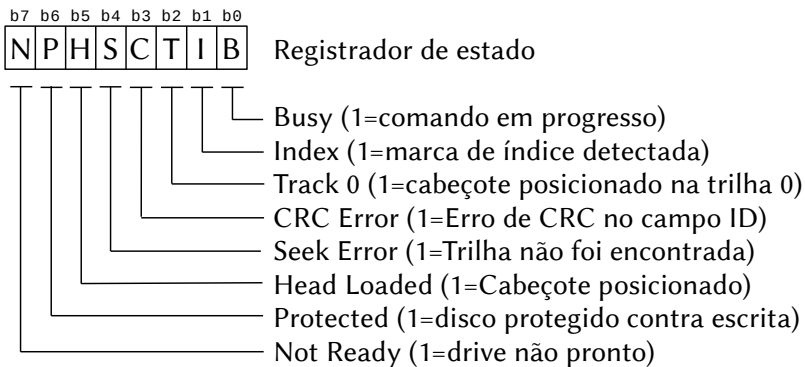 b7 b6 b5 b4 b3 b2 b1 b0
N P H S C T I B Registrador de estado
Busy (1=comando em progresso)
Index (1=marca de índice detectada)
Track 0 (1=cabeçote posicionado na trilha 0)
CRC Error (1=Erro de CRC no campo ID)
Seek Error (1=Trilha não foi encontrada)
Head Loaded (1=Cabeçote posicionado)
Protected (1=disco protegido contra escrita)
Not Ready (1=drive não pronto)